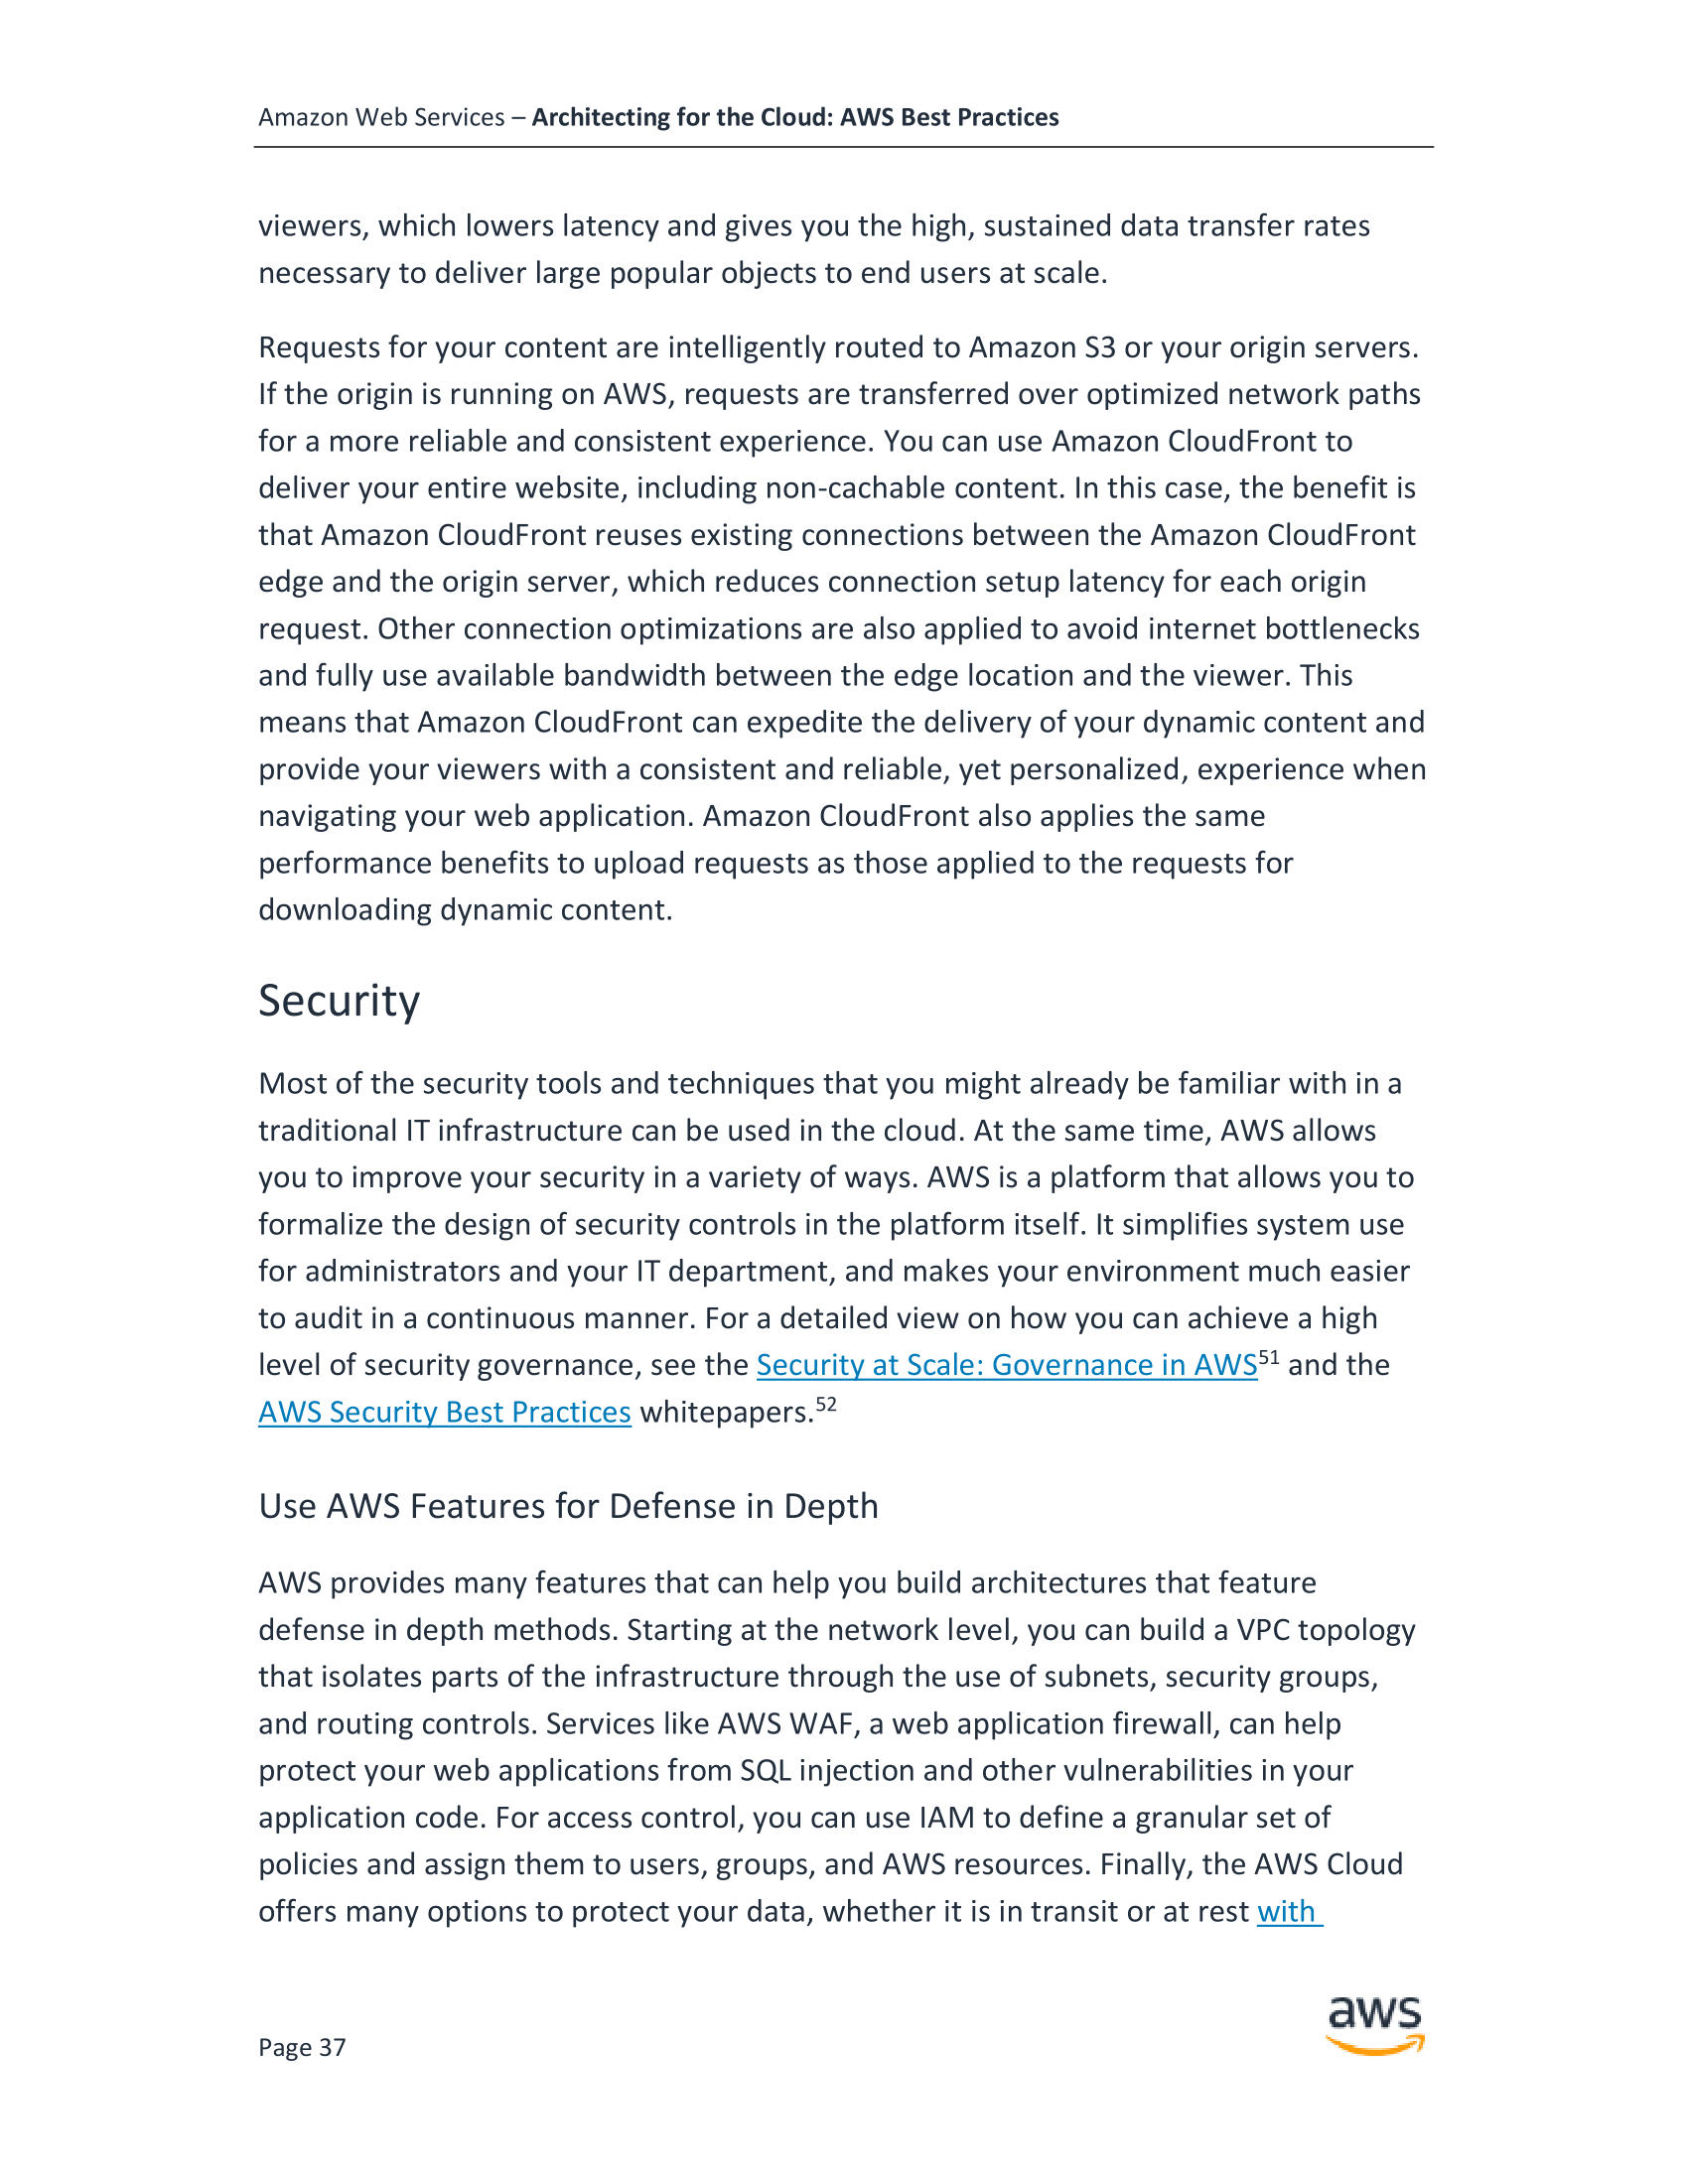 Amazon Web Services – Architecting for the Cloud: AWS Best Practices
viewers, which lowers latency and gives you the high, sustained data transfer rates
necessary to deliver large popular objects to end users at scale.
Requests for your content are intelligently routed to Amazon S3 or your origin servers.
If the origin is running on AWS, requests are transferred over optimized network paths
for a more reliable and consistent experience. You can use Amazon CloudFront to
deliver your entire website, including non-cachable content. In this case, the benefit is
that Amazon CloudFront reuses existing connections between the Amazon CloudFront
edge and the origin server, which reduces connection setup latency for each origin
request. Other connection optimizations are also applied to avoid internet bottlenecks
and fully use available bandwidth between the edge location and the viewer. This
means that Amazon CloudFront can expedite the delivery of your dynamic content and
provide your viewers with a consistent and reliable, yet personalized, experience when
navigating your web application. Amazon CloudFront also applies the same
performance benefits to upload requests as those applied to the requests for
downloading dynamic content.
Security
Most of the security tools and techniques that you might already be familiar with in a
traditional IT infrastructure can be used in the cloud. At the same time, AWS allows
you to improve your security in a variety of ways. AWS is a platform that allows you to
formalize the design of security controls in the platform itself. It simplifies system use
for administrators and your IT department, and makes your environment much easier
to audit in a continuous manner. For a detailed view on how you can achieve a high
level of security governance, see the Security at Scale: Governance in AWS51 and the
AWS Security Best Practices whitepapers.52
Use AWS Features for Defense in Depth
AWS provides many features that can help you build architectures that feature
defense in depth methods. Starting at the network level, you can build a VPC topology
that isolates parts of the infrastructure through the use of subnets, security groups,
and routing controls. Services like AWS WAF, a web application firewall, can help
protect your web applications from SQL injection and other vulnerabilities in your
application code. For access control, you can use IAM to define a granular set of
policies and assign them to users, groups, and AWS resources. Finally, the AWS Cloud
offers many options to protect your data, whether it is in transit or at rest with
aws
Page 37